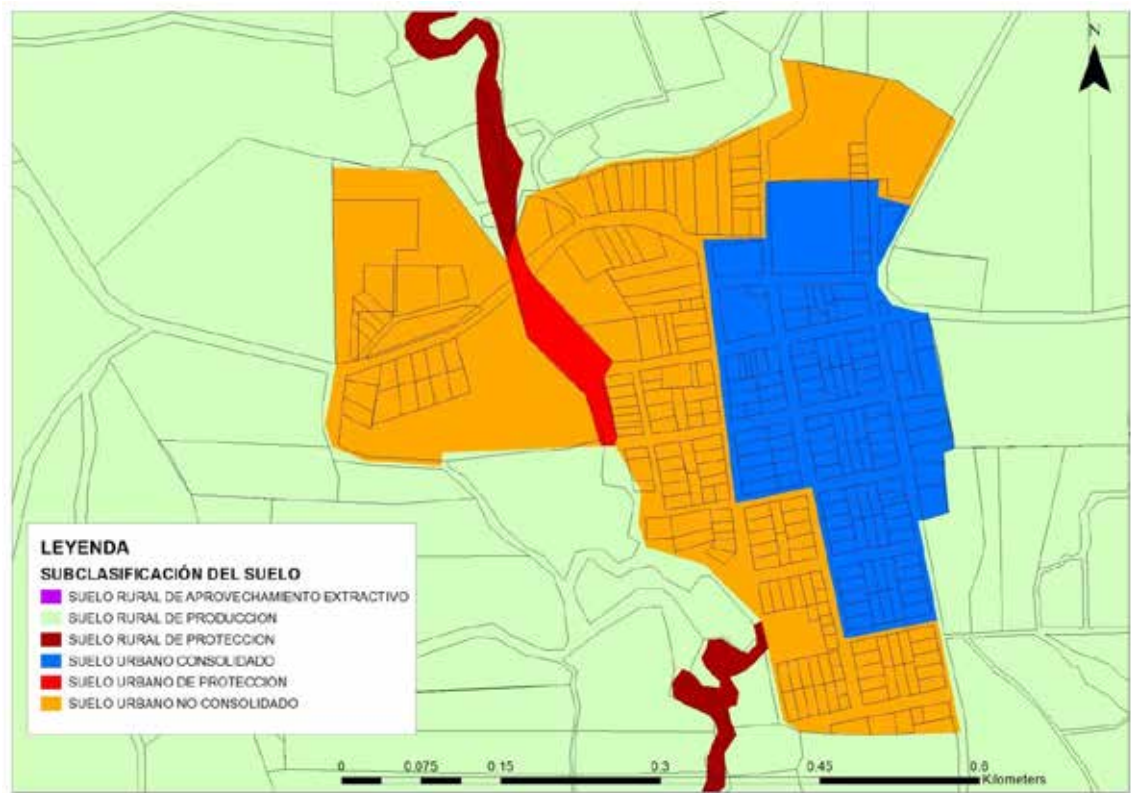 N
LEYENDA
SUBCLASIFICACIÓN DEL SUELO
SUELO RURAL DE APROVECHAMIENTO EXTRACTIVO
SUELO RURAL DE PRODUCCION
SUELO RURAL DE PROTECCION
SUELO URBANO CONSOLIDADO
SUELO URBANO DE PROTECCION
SUELO URBANO NO CONSOLIDADO
0 0.075 0.15 0.3 0.45 0.6
Kilometers